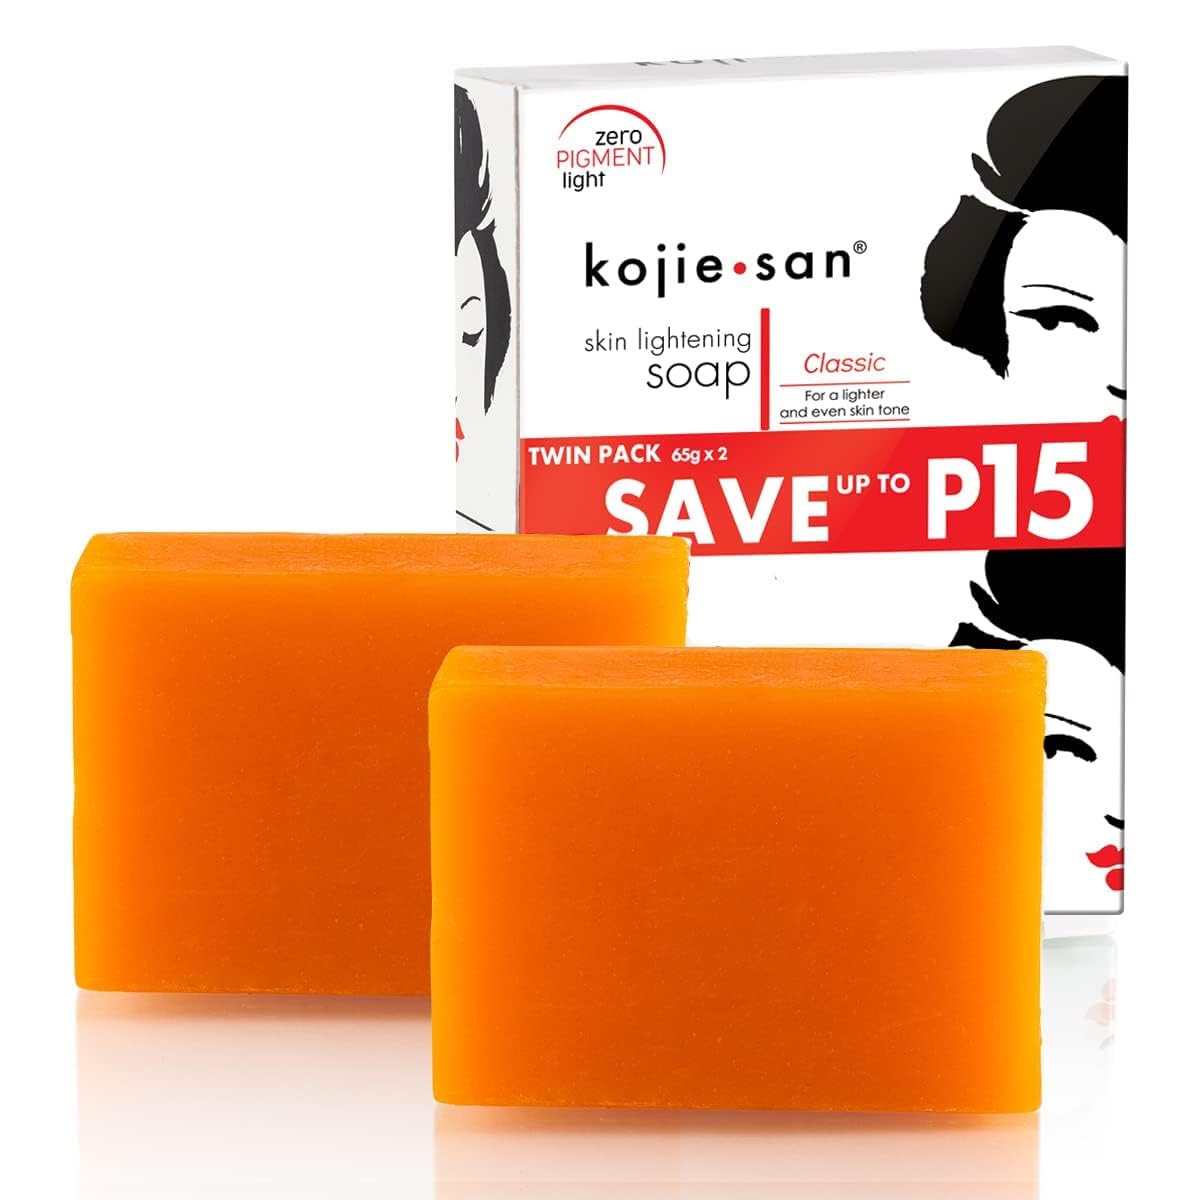 zero
PIGMENT
light
kojie•san®
skin lightening
soap
Classic
For a lighter
and even skin tone
TWIN PACK 65g x 2
SAVE UP TO P15